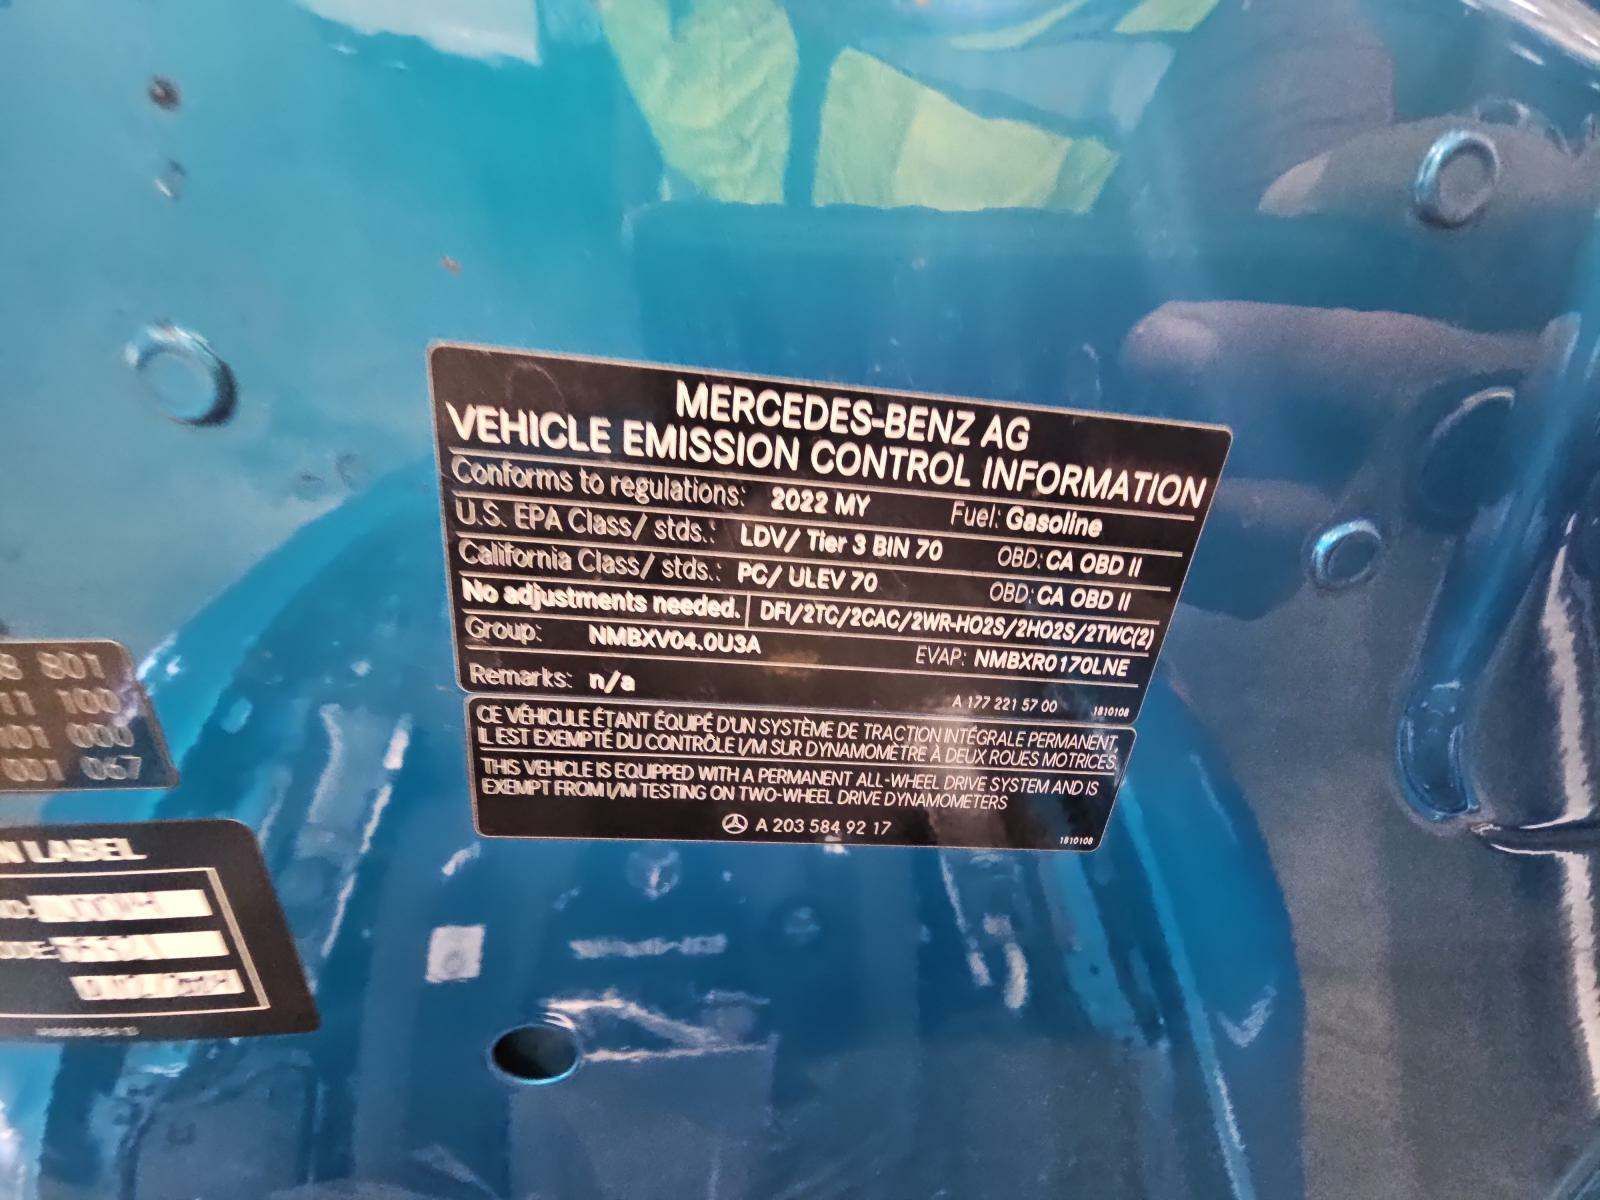 MERCEDES-BENZ AG
VEHICLE EMISSION CONTROL INFORMATION
Conforms to regulations: 2022 MY Fuel: Gasoline
U.S. EPA Class/ stds.: LDV/ Tier 3 BIN 70 OBD: CA OBD II
California Class/ stds.: PC/ ULEV 70 OBD: CA OBD II
No adjustments needed. DFI/2TC/2CAC/2WR-HO2S/2HO2S/2TWC(2)
Group: NMBXV04.0U3A EVAP: NMBXR0170LNE
Remarks: n/a
A 177 221 57 00 1810108
CE VÉHICULE ÉTANT ÉQUIPÉ D'UN SYSTÈME DE TRACTION INTÉGRALE PERMANENT,
IL EST EXEMPTÉ DU CONTRÔLE I/M SUR DYNAMOMÈTRE À DEUX ROUES MOTRICES.
THIS VEHICLE IS EQUIPPED WITH A PERMANENT ALL-WHEEL DRIVE SYSTEM AND IS
EXEMPT FROM I/M TESTING ON TWO-WHEEL DRIVE DYNAMOMETERS
A 203 584 92 17 1810108
801
11 100
01 000
001 067
N LABEL